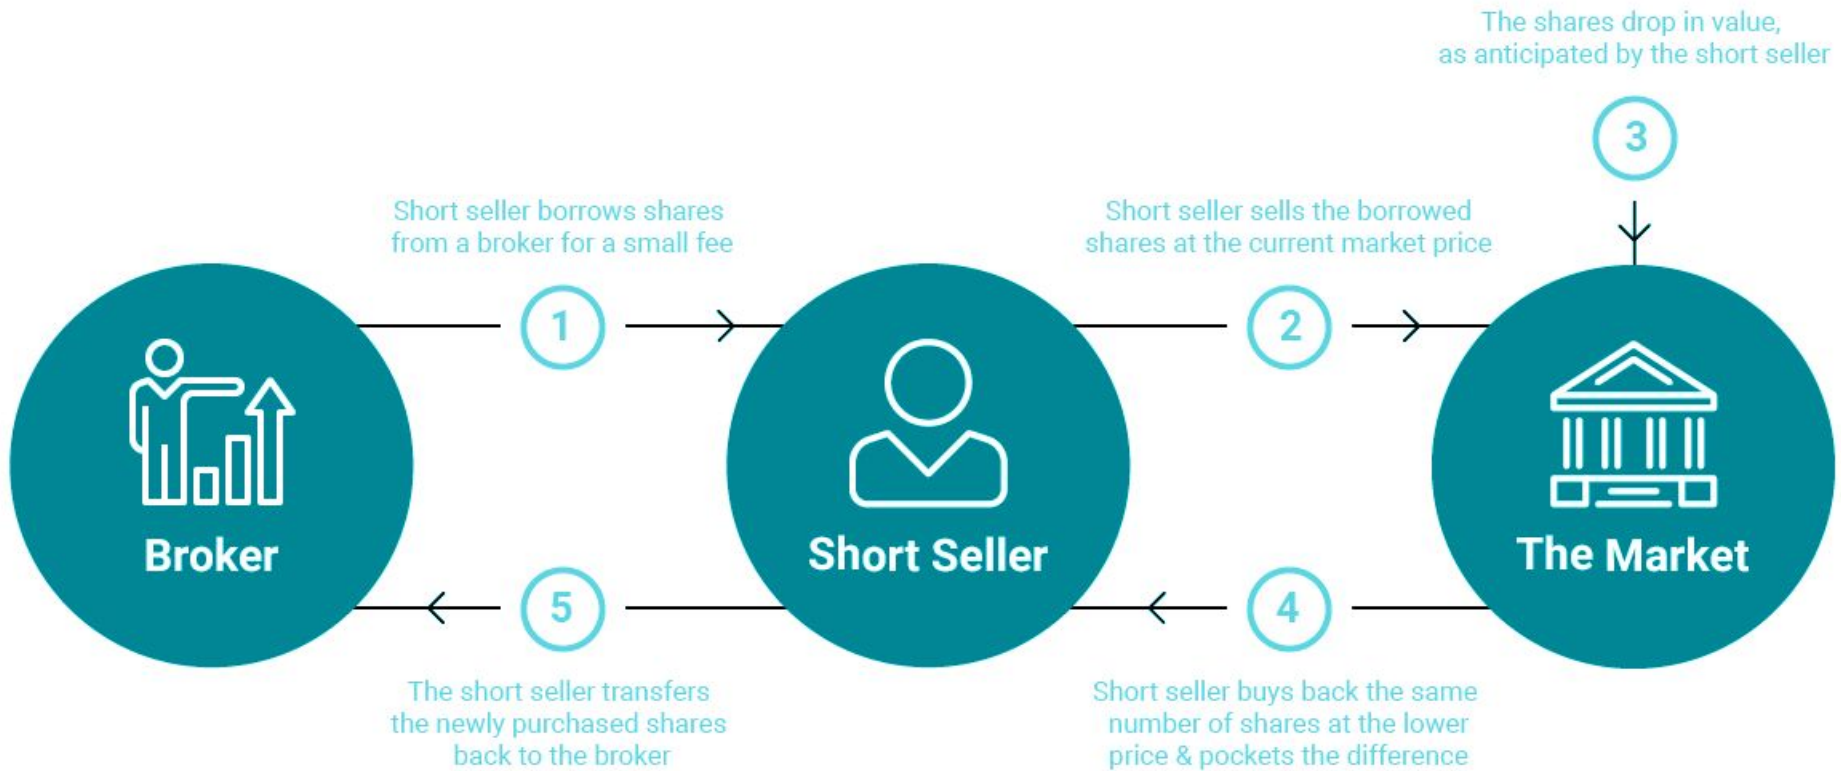 The shares drop in value,
as anticipated by the short seller
3
Short seller borrows shares
from a broker for a small fee
1
Short seller sells the borrowed
shares at the current market price
2
Broker
Short Seller
The Market
5
The short seller transfers
the newly purchased shares
back to the broker
4
Short seller buys back the same
number of shares at the lower
price & pockets the difference